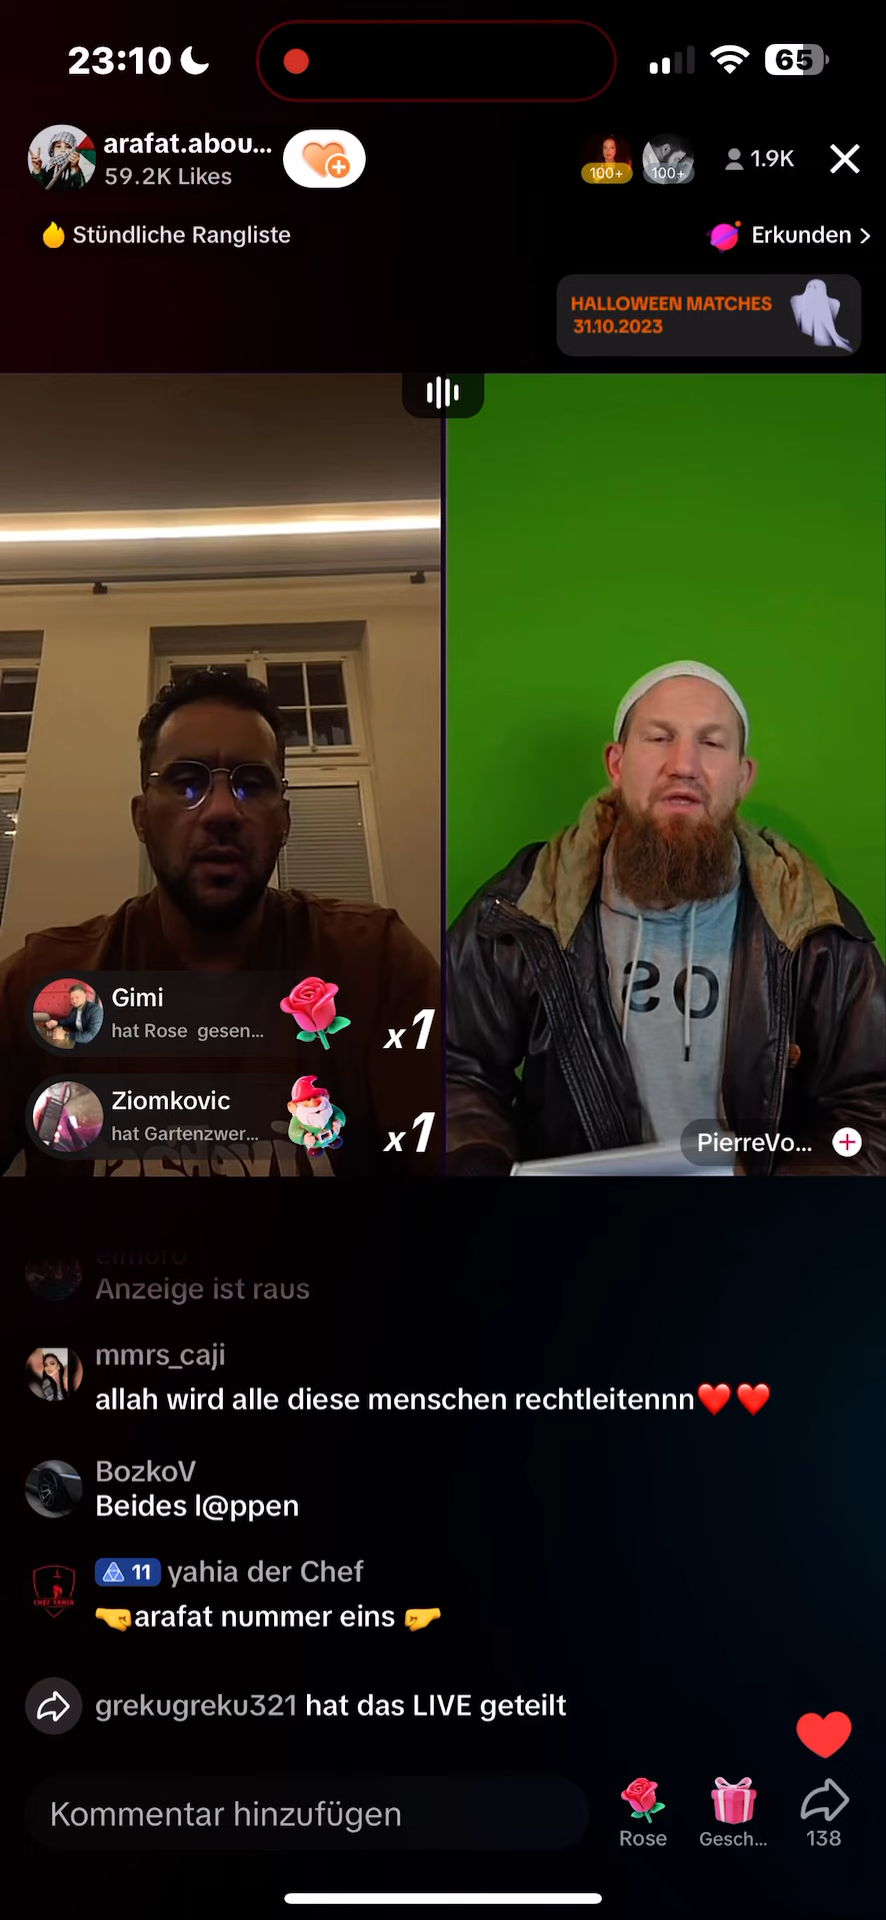 23:10
65
arafat.abou...
59.2K Likes
100+
100+
1.9K
Stündliche Rangliste
Erkunden >
HALLOWEEN MATCHES
31.10.2023
Gimi
hat Rose gesen...
x1
Ziomkovic
hat Gartenzwer...
x1
PierreVo...
elmoro
Anzeige ist raus
mmrs_caji
allah wird alle diese menschen rechtleitennn❤️❤️
BozkoV
Beides l@ppen
11 yahia der Chef
🤜arafat nummer eins 🤛
grekugreku321 hat das LIVE geteilt
Kommentar hinzufügen
Rose
Gesch...
138